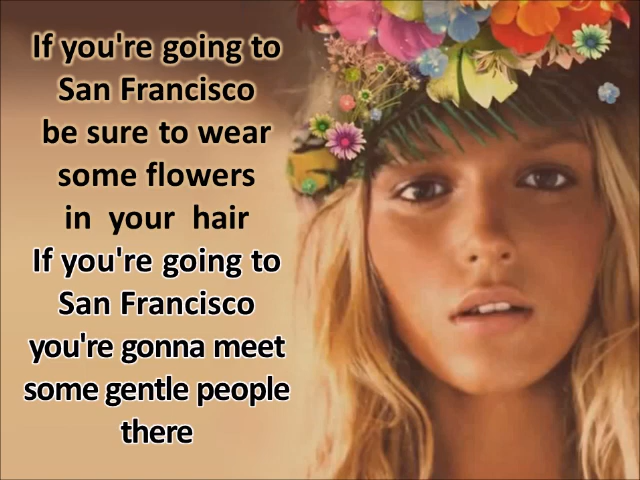 If you're going to
San Francisco
be sure to wear
some flowers
in your hair
If you're going to
San Francisco
you're gonna meet
some gentle people
there